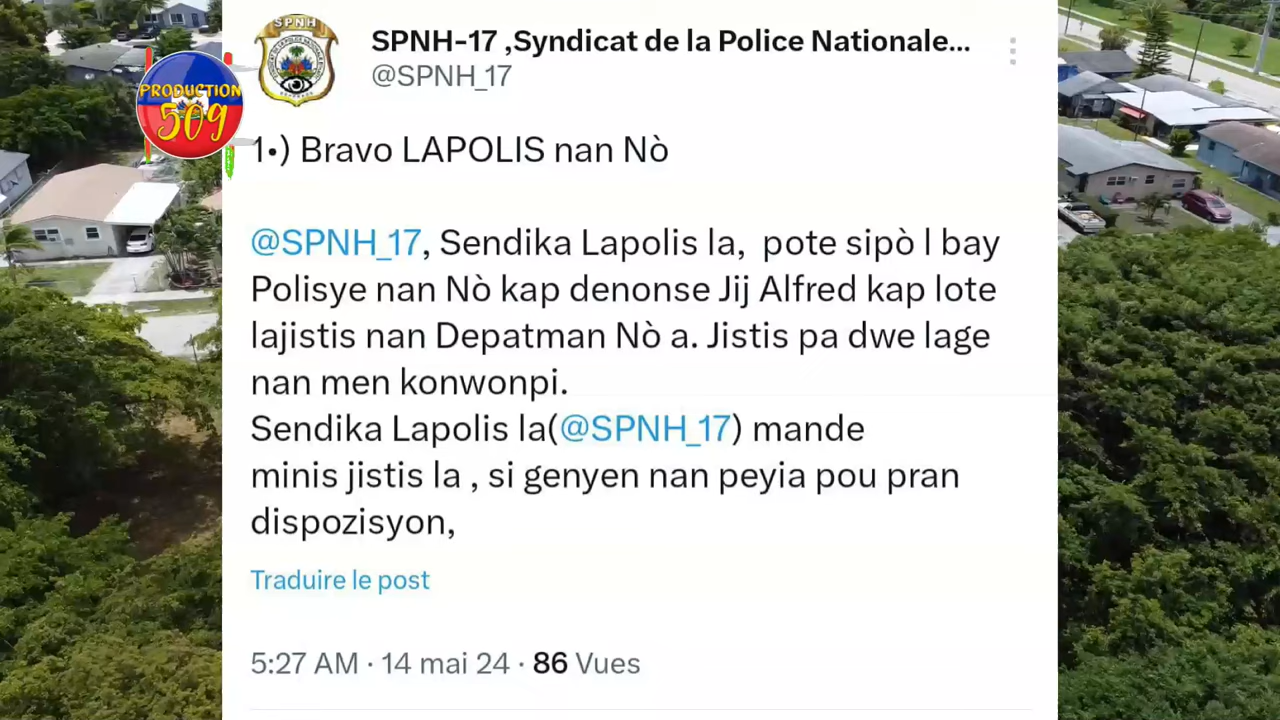 SPNH
SPNH-17 ,Syndicat de la Police Nationale...
@SPNH_17
PRODUCTION
509
1•) Bravo LAPOLIS nan Nò
@SPNH_17, Sendika Lapolis la,  pote sipò l bay
Polisye nan Nò kap denonse Jij Alfred kap lote
lajistis nan Depatman Nò a. Jistis pa dwe lage
nan men konwonpi.
Sendika Lapolis la(@SPNH_17) mande
minis jistis la , si genyen nan peyia pou pran
dispozisyon,
Traduire le post
5:27 AM · 14 mai 24 · 86 Vues